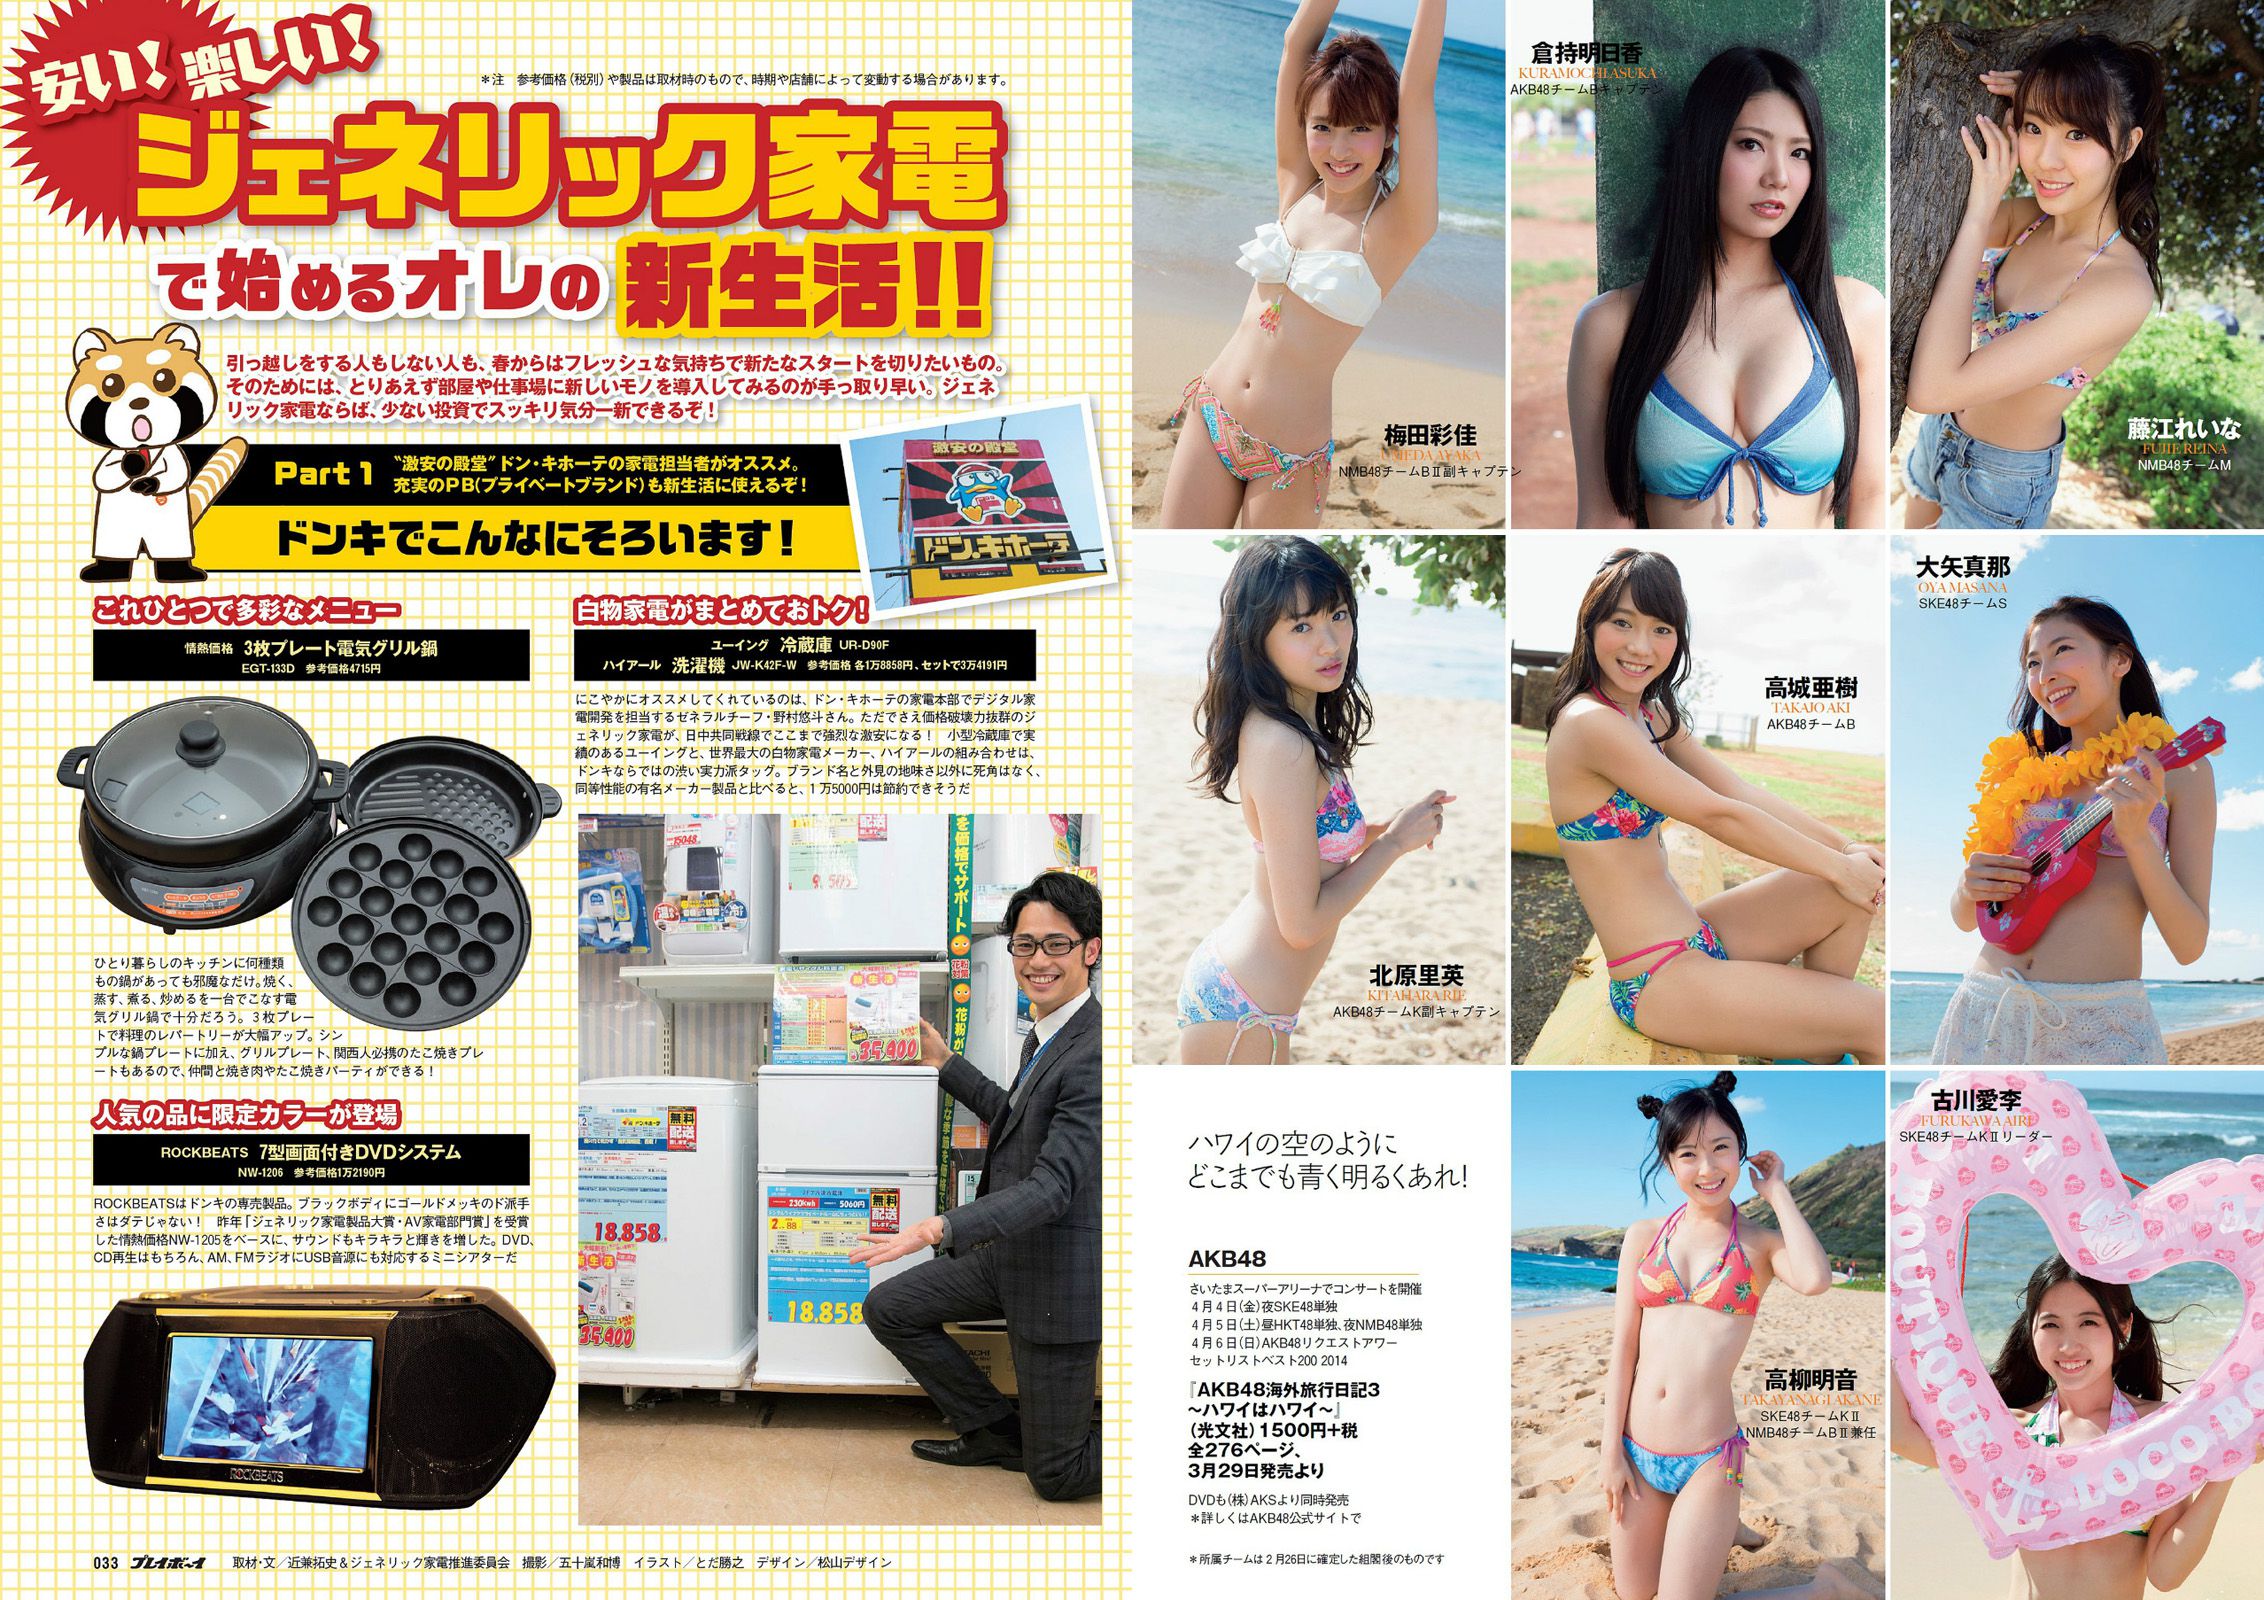 安い！楽しい！
＊注　参考価格（税別）や製品は取材時のもので、時期や店舗によって変動する場合があります。
ジェネリック家電
で始めるオレの新生活!!
引っ越しをする人もしない人も、春からはフレッシュな気持ちで新たなスタートを切りたいもの。
そのためには、とりあえず部屋や仕事場に新しいモノを導入してみるのが手っ取り早い。ジェネ
リック家電ならば、少ない投資でスッキリ気分一新できるぞ！
Part 1
“激安の殿堂”ドン・キホーテの家電担当者がオススメ。
充実のPB（プライベートブランド）も新生活に使えるぞ！
ドンキでこんなにそろいます！
激安の殿堂
ドン・キホーテ
これひとつで多彩なメニュー
情熱価格　3枚プレート電気グリル鍋
EGT-133D　参考価格4715円
ひとり暮らしのキッチンに何種類
もの鍋があっても邪魔なだけ。焼く、
蒸す、煮る、炒めるを一台でこなす電
気グリル鍋で十分だろう。３枚プレー
トで料理のレパートリーが大幅アップ。シン
プルな鍋プレートに加え、グリルプレート、関西人必携のたこ焼きプレ
ートもあるので、仲間と焼き肉やたこ焼きパーティができる！
人気の品に限定カラーが登場
ROCKBEATS　7型画面付きDVDシステム
NW-1206　参考価格1万2190円
ROCKBEATSはドンキの専売製品。ブラックボディにゴールドメッキのド派手
さはダテじゃない！　昨年「ジェネリック家電製品大賞・AV家電部門賞」を受賞
した情熱価格NW-1205をベースに、サウンドもキラキラと輝きを増した。DVD、
CD再生はもちろん、AM、FMラジオにUSB音源にも対応するミニシアターだ
ROCKBEATS
白物家電がまとめておトク！
ユーイング　冷蔵庫 UR-D90F
ハイアール　洗濯機 JW-K42F-W　参考価格 各1万8858円、セットで3万4191円
にこやかにオススメしてくれているのは、ドン・キホーテの家電本部でデジタル家
電開発を担当するゼネラルチーフ・野村悠斗さん。ただでさえ価格破壊力抜群のジ
ェネリック家電が、日中共同戦線でここまで強烈な激安になる！　小型冷蔵庫で実
績のあるユーイングと、世界最大の白物家電メーカー、ハイアールの組み合わせは、
ドンキならではの渋い実力派タッグ。ブランド名と外見の地味さ以外に死角はなく、
同等性能の有名メーカー製品と比べると、１万5000円は節約できそうだ
15048
を価格でサポート
新生活
35,900
無料配送
18.858
230Kwh
5060円
無料配送
18.858
新生活
35,900
033 プレイボーイ　取材・文／近兼拓史＆ジェネリック家電推進委員会　撮影／五十嵐和博　イラスト／とだ勝之　デザイン／松山デザイン
梅田彩佳
UMEDA AYAKA
NMB48チームBⅡ副キャプテン
倉持明日香
KURAMOCHI ASUKA
AKB48チームBキャプテン
藤江れいな
FUJIE REINA
NMB48チームM
北原里英
KITAHARA RIE
AKB48チームK副キャプテン
高城亜樹
TAKAJO AKI
AKB48チームB
大矢真那
OYA MASANA
SKE48チームS
ハワイの空のように
どこまでも青く明るくあれ！
AKB48
さいたまスーパーアリーナでコンサートを開催
４月４日（金）夜SKE48単独
４月５日（土）昼HKT48単独、夜NMB48単独
４月６日（日）AKB48リクエストアワー
セットリストベスト200 2014
『AKB48海外旅行日記3
～ハワイはハワイ～』
（光文社）1500円＋税
全276ページ、
3月29日発売より
DVDも（株）AKSより同時発売
＊詳しくはAKB48公式サイトで
＊所属チームは２月26日に確定した組閣後のものです
高柳明音
TAKAYANAGI AKANE
SKE48チームKⅡ
NMB48チームBⅡ兼任
古川愛李
FURUKAWA AIRI
SKE48チームKⅡリーダー
BOUTIQUE
LOCO BO